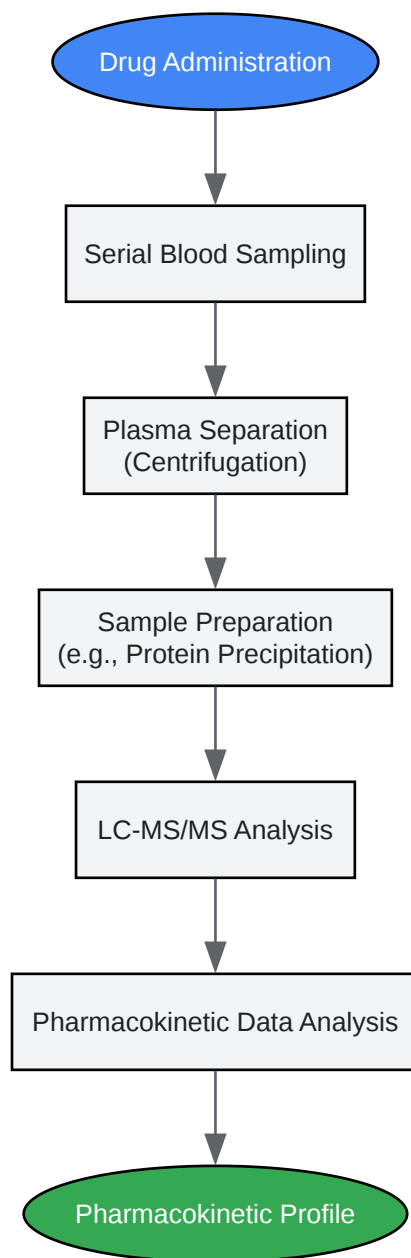 Drug Administration
Serial Blood Sampling
Plasma Separation
(Centrifugation)
Sample Preparation
(e.g., Protein Precipitation)
LC-MS/MS Analysis
Pharmacokinetic Data Analysis
Pharmacokinetic Profile